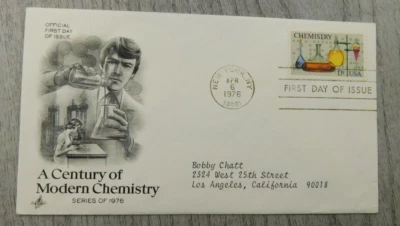 OFFICIAL
FIRST DAY
OF ISSUE
CHEMISTRY
USA
NEW YORK, NY
APR
6
1976
FIRST DAY OF ISSUE
Bobby Chatt
2324 West 25th Street
Los Angeles, California 90018
A Century of
Modern Chemistry
SERIES OF 1976